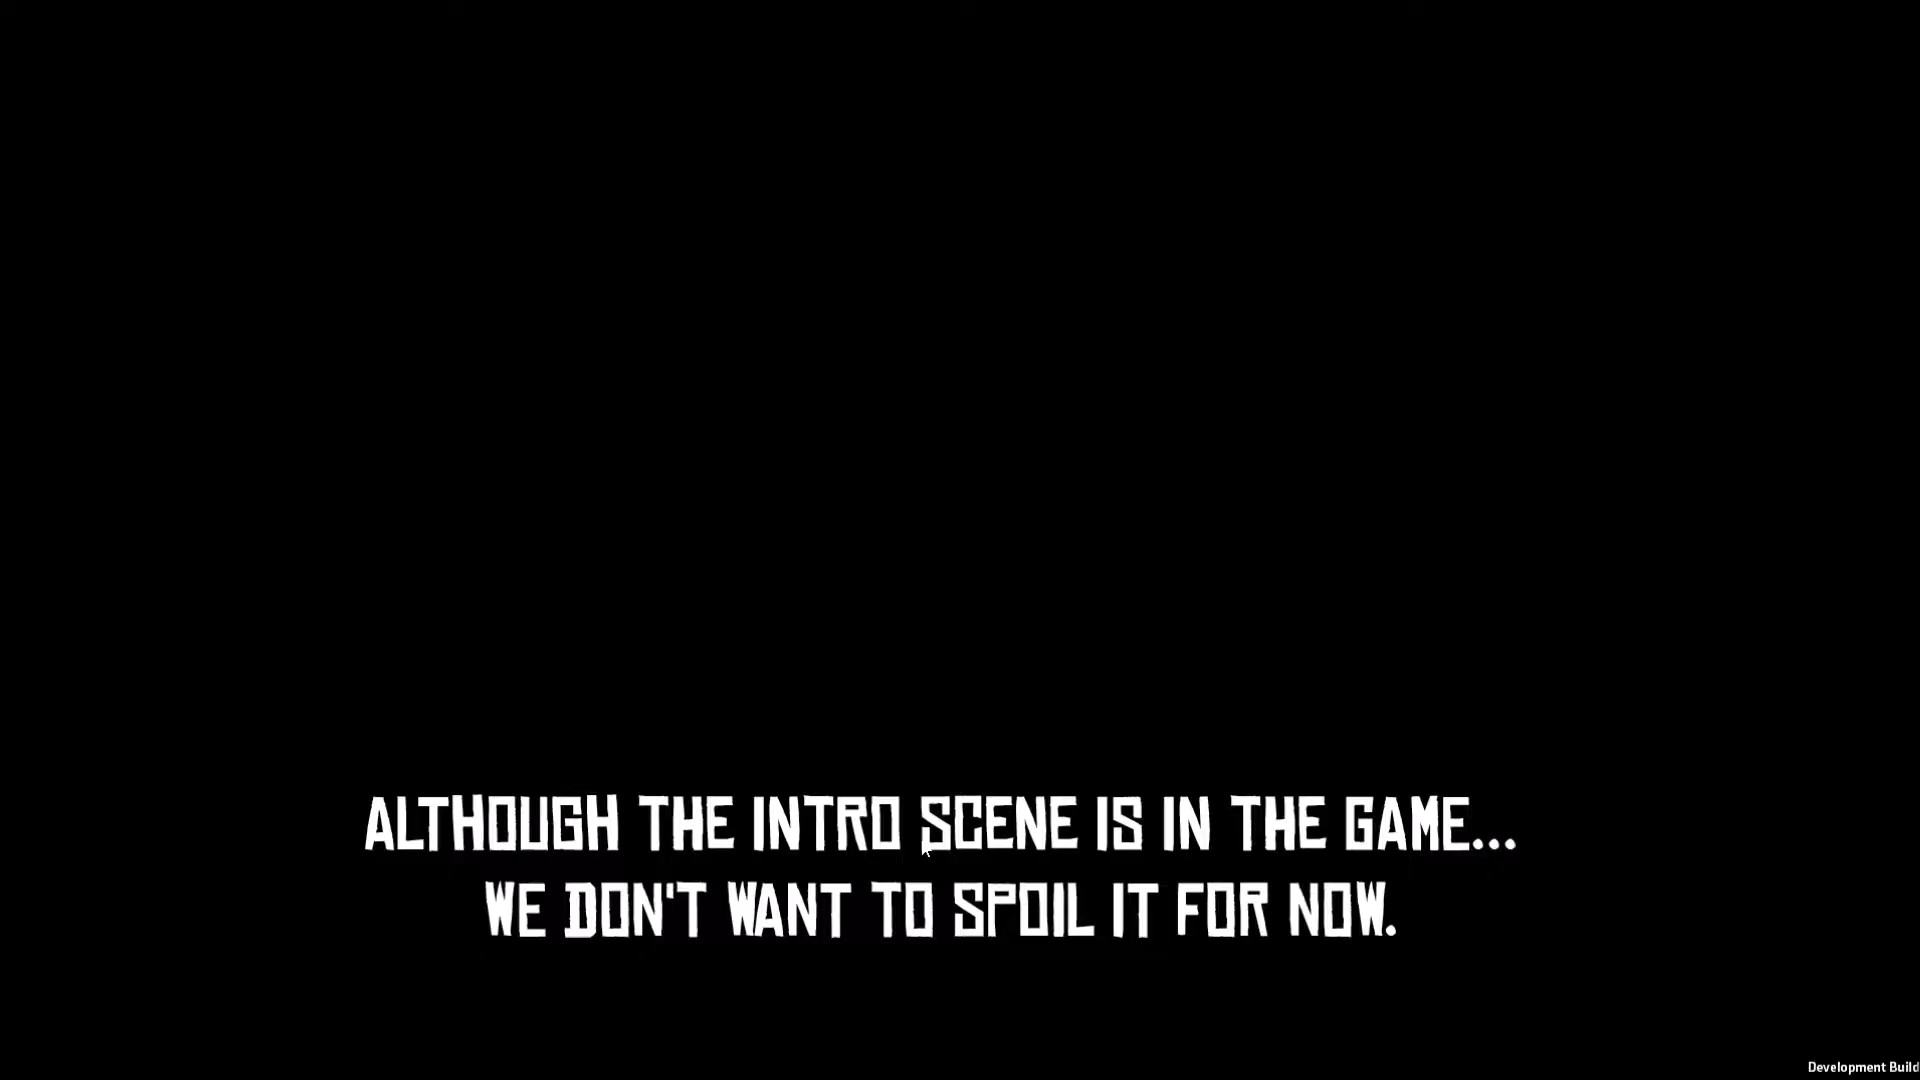 ALTHOUGH THE INTRO SCENE IS IN THE GAME...
WE DON'T WANT TO SPOIL IT FOR NOW.
Development Build